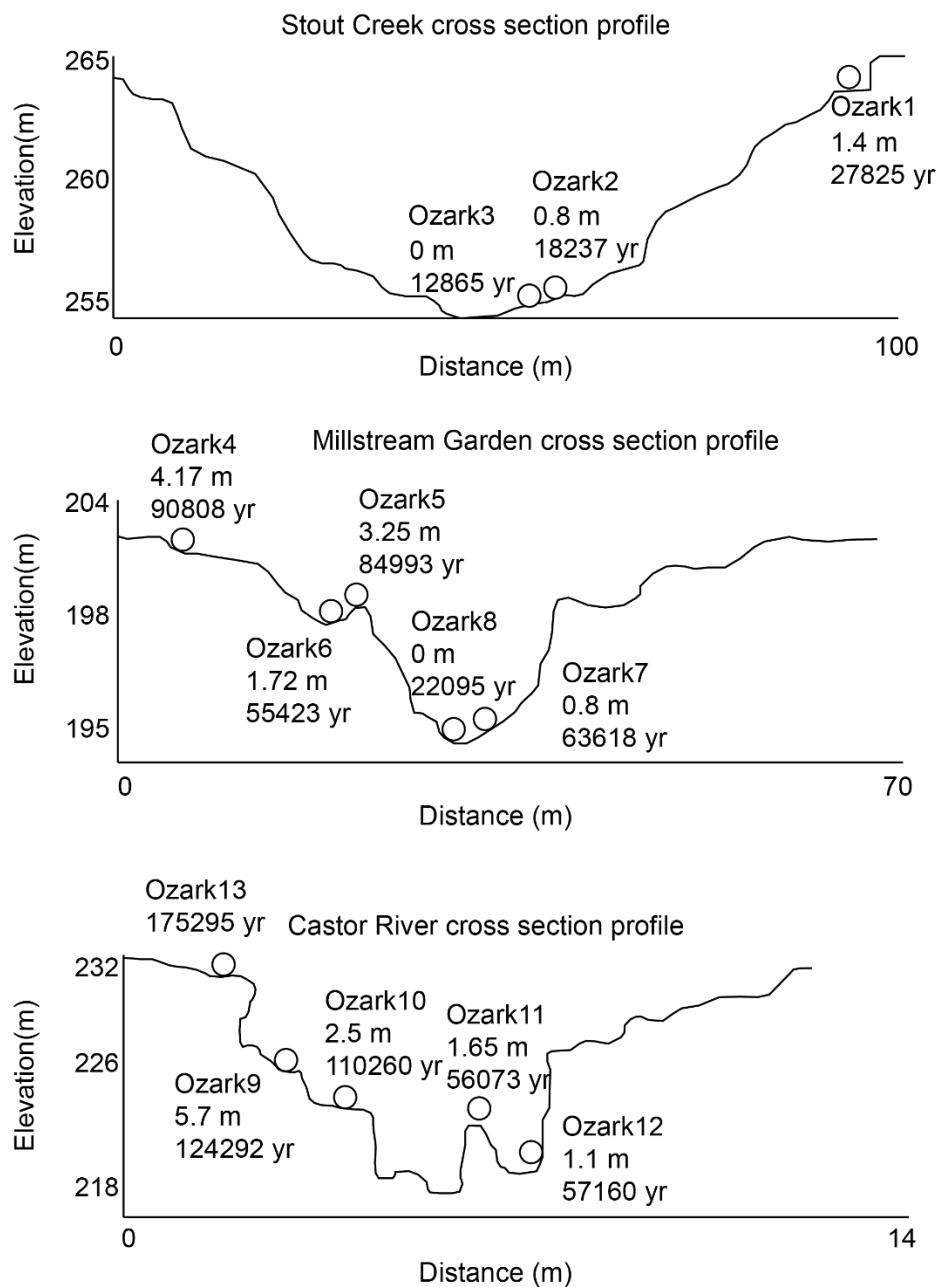 Stout Creek cross section profile
265
260
255
Elevation(m)
Ozark1
1.4 m
27825 yr
Ozark2
0.8 m
18237 yr
Ozark3
0 m
12865 yr
0
100
Distance (m)
Millstream Garden cross section profile
204
198
195
Elevation(m)
Ozark4
4.17 m
90808 yr
Ozark5
3.25 m
84993 yr
Ozark8
0 m
22095 yr
Ozark6
1.72 m
55423 yr
Ozark7
0.8 m
63618 yr
0
70
Distance (m)
Castor River cross section profile
232
226
218
Elevation(m)
Ozark13
175295 yr
Ozark10
2.5 m
110260 yr
Ozark11
1.65 m
56073 yr
Ozark9
5.7 m
124292 yr
Ozark12
1.1 m
57160 yr
0
14
Distance (m)